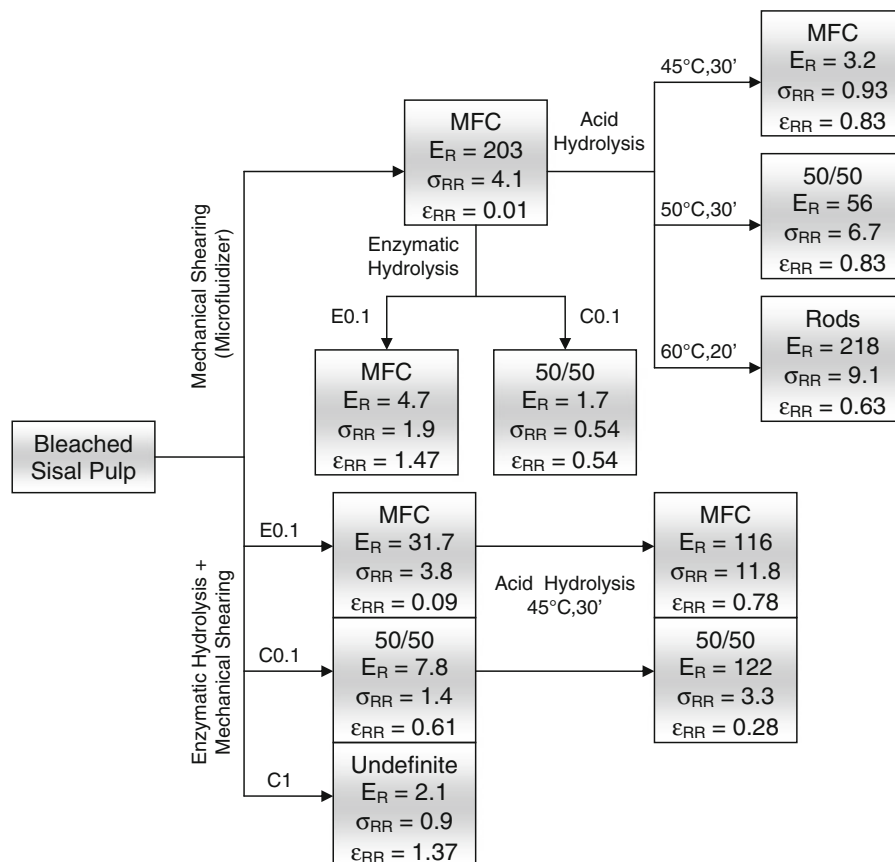 MFC
E_R = 3.2
σ_RR = 0.93
ε_RR = 0.83
45°C,30'
MFC
E_R = 203
σ_RR = 4.1
ε_RR = 0.01
Acid
Hydrolysis
50/50
E_R = 56
σ_RR = 6.7
ε_RR = 0.83
50°C,30'
Mechanical Shearing
(Microfluidizer)
Enzymatic
Hydrolysis
E0.1
C0.1
Rods
E_R = 218
σ_RR = 9.1
ε_RR = 0.63
60°C,20'
MFC
E_R = 4.7
σ_RR = 1.9
ε_RR = 1.47
50/50
E_R = 1.7
σ_RR = 0.54
ε_RR = 0.54
Bleached
Sisal Pulp
Enzymatic Hydrolysis +
Mechanical Shearing
E0.1
MFC
E_R = 31.7
σ_RR = 3.8
ε_RR = 0.09
Acid Hydrolysis
45°C,30'
MFC
E_R = 116
σ_RR = 11.8
ε_RR = 0.78
C0.1
50/50
E_R = 7.8
σ_RR = 1.4
ε_RR = 0.61
50/50
E_R = 122
σ_RR = 3.3
ε_RR = 0.28
C1
Undefinite
E_R = 2.1
σ_RR = 0.9
ε_RR = 1.37